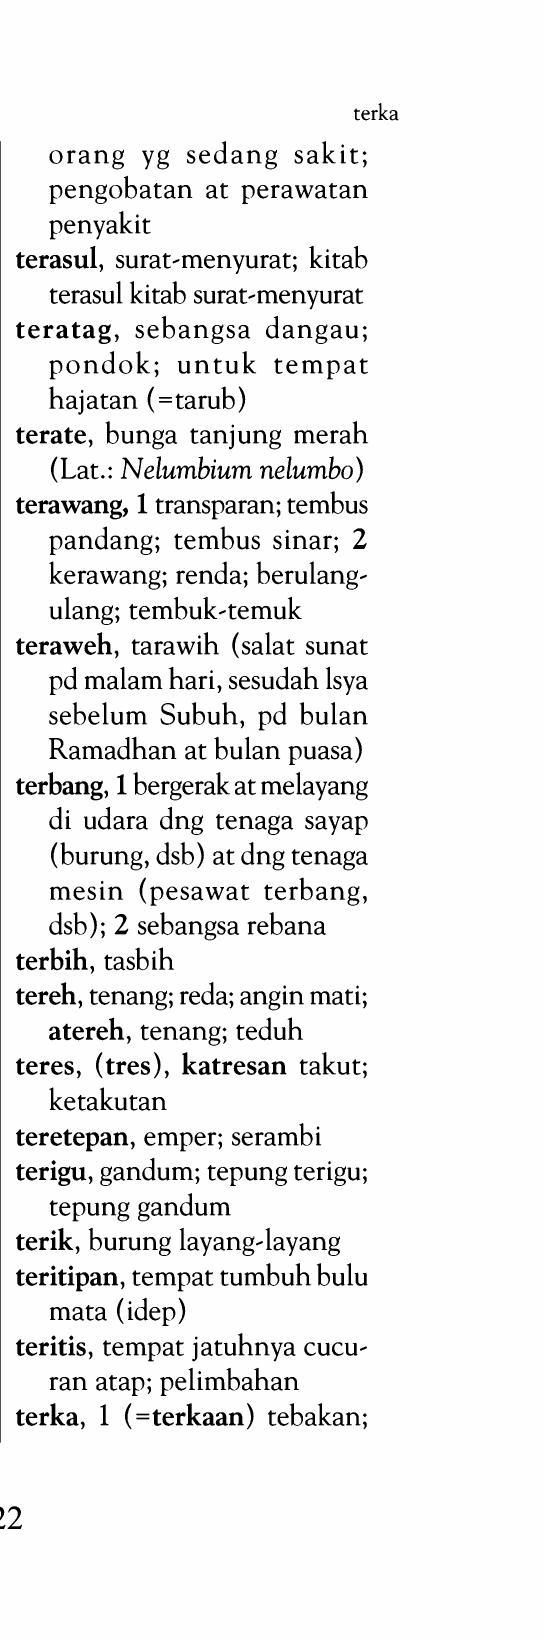 terka
orang yg sedang sakit;
pengobatan at perawatan
penyakit
terasul, surat-menyurat; kitab
terasul kitab surat-menyurat
teratag, sebangsa dangau;
pondok; untuk tempat
hajatan (=tarub)
terate, bunga tanjung merah
(Lat.: Nelumbium nelumbo)
terawang, 1 transparan; tembus
pandang; tembus sinar; 2
kerawang; renda; berulang-
ulang; tembuk-temuk
teraweh, tarawih (salat sunat
pd malam hari, sesudah Isya
sebelum Subuh, pd bulan
Ramadhan at bulan puasa)
terbang, 1 bergerak at melayang
di udara dng tenaga sayap
(burung, dsb) at dng tenaga
mesin (pesawat terbang,
dsb); 2 sebangsa rebana
terbih, tasbih
tereh, tenang; reda; angin mati;
atereh, tenang; teduh
teres, (tres), katresan takut;
ketakutan
teretepan, emper; serambi
terigu, gandum; tepung terigu;
tepung gandum
terik, burung layang-layang
teritipan, tempat tumbuh bulu
mata (idep)
teritis, tempat jatuhnya cucu-
ran atap; pelimbahan
terka, 1 (=terkaan) tebakan;
22